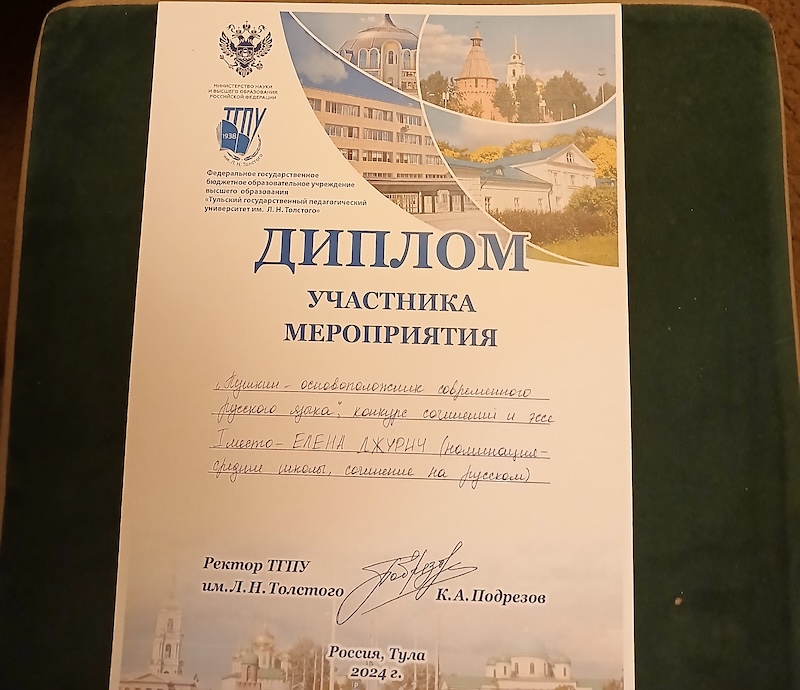 МИНИСТЕРСТВО НАУКИ
И ВЫСШЕГО ОБРАЗОВАНИЯ
РОССИЙСКОЙ ФЕДЕРАЦИИ
ТГПУ
1938
им. Л.Н. Толстого
Федеральное государственное
бюджетное образовательное учреждение
высшего образования
«Тульский государственный педагогический
университет им. Л. Н. Толстого»
ДИПЛОМ
УЧАСТНИКА
МЕРОПРИЯТИЯ
„Пушкин – основоположник современного
русского языка“, конкурс сочинений и эссе
I место – ЕЛЕНА ДЖУРИЧ (номинация –
средние школы, сочинение на русском)
Ректор ТГПУ
им. Л. Н. Толстого
К. А. Подрезов
Россия, Тула
2024 г.